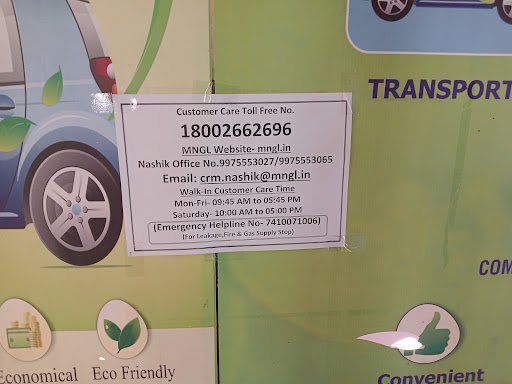 TRANSPORT
Customer Care Toll Free No.
18002662696
MNGL Website- mngl.in
Nashik Office No.9975553027/9975553065
Email: crm.nashik@mngl.in
Walk-In Customer Care Time
Mon-Fri- 09:45 AM to 05:45 PM
Saturday- 10:00 AM to 05:00 PM
(Emergency Helpline No- 7410071006)
(For Leakage,Fire & Gas Supply Stop)
COM
Economical
Eco Friendly
Convenient